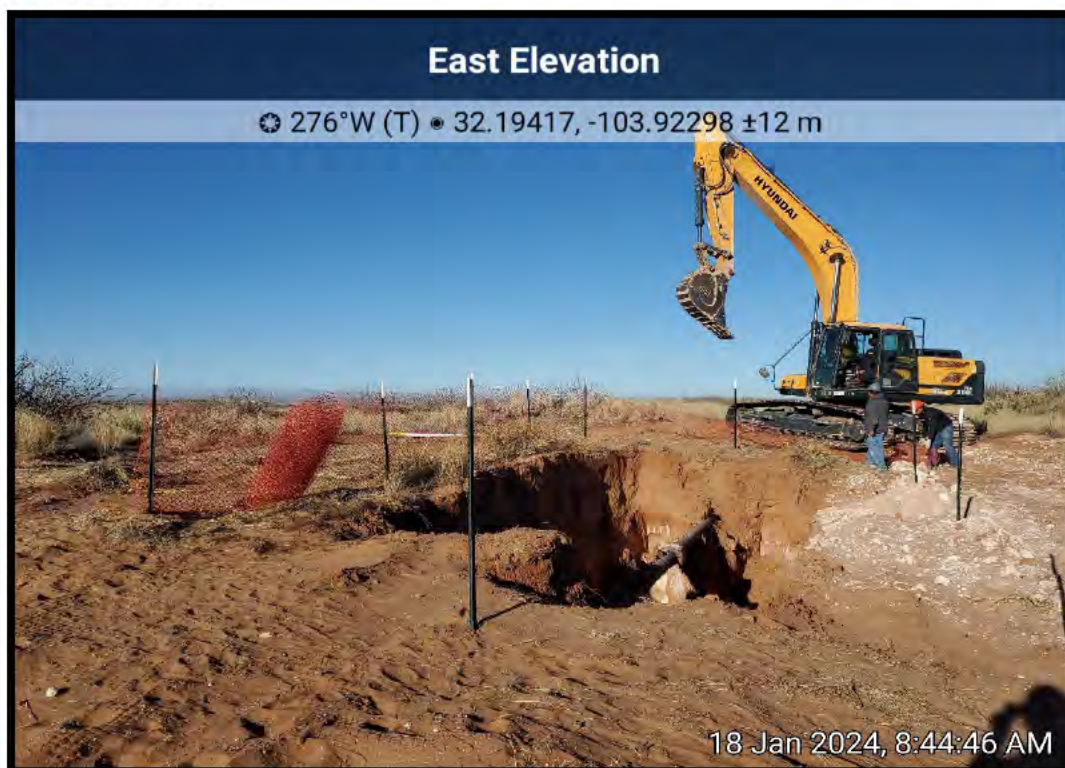 East Elevation
276°W (T) ● 32.19417, -103.92298 ±12 m
HYUNDAI
18 Jan 2024, 8:44:46 AM